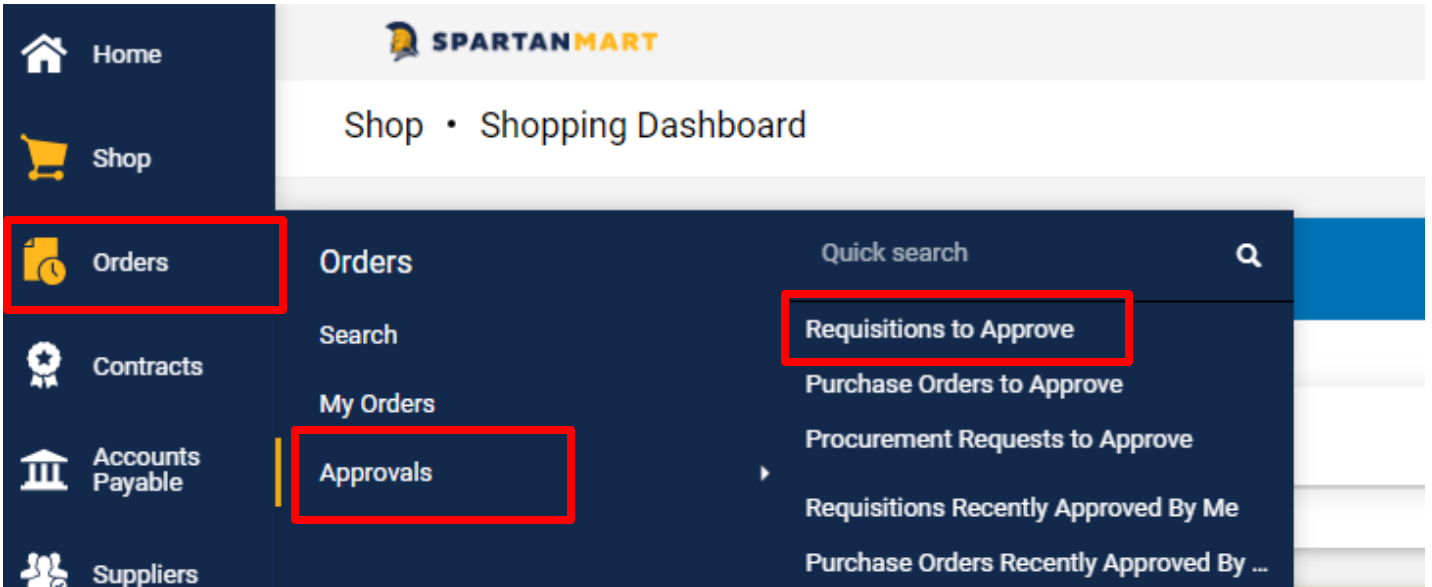 Home
SPARTANMART
Shop • Shopping Dashboard
Shop
Orders
Contracts
Accounts
Payable
Suppliers
Orders
Search
My Orders
Approvals
Quick search
Requisitions to Approve
Purchase Orders to Approve
Procurement Requests to Approve
Requisitions Recently Approved By Me
Purchase Orders Recently Approved By ...